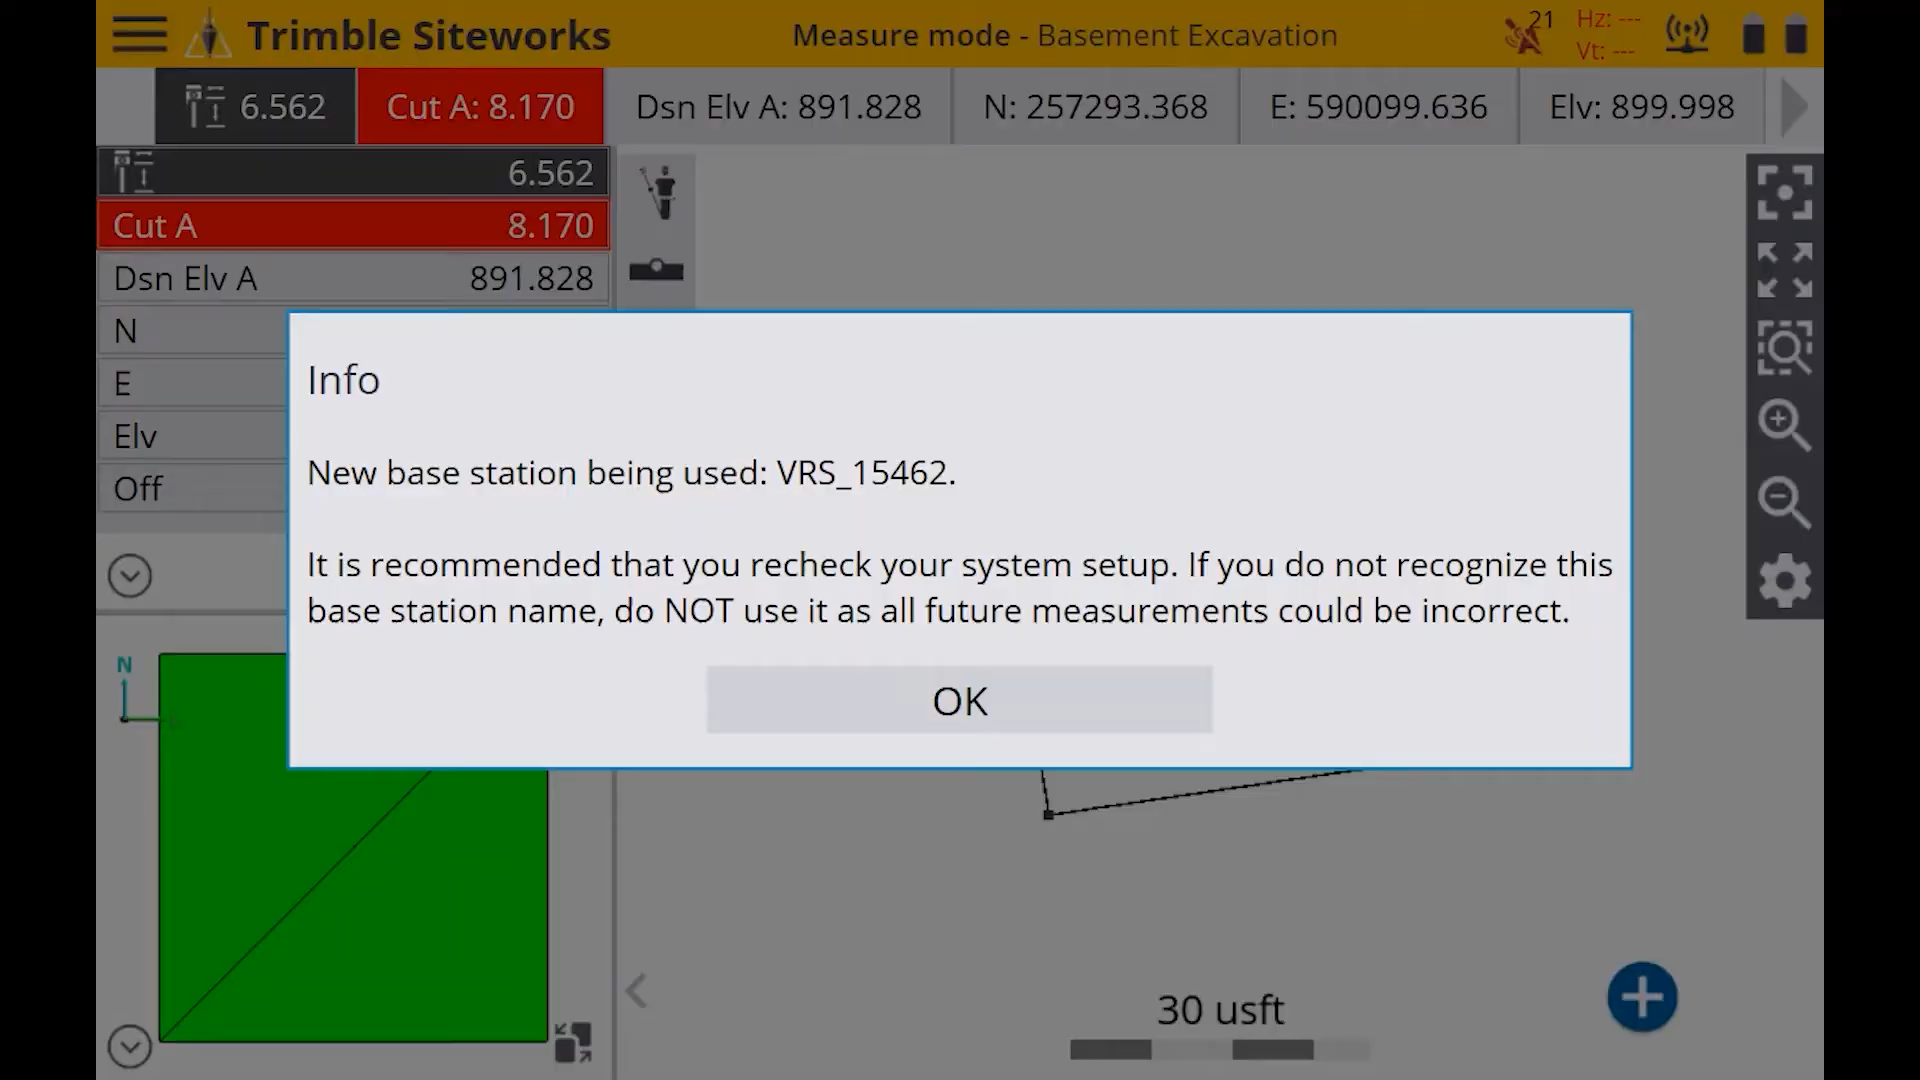 Trimble Siteworks
Measure mode - Basement Excavation
21
Hz: ---
Vt: ---
6.562
Cut A: 8.170
Dsn Elv A: 891.828
N: 257293.368
E: 590099.636
Elv: 899.998
6.562
Cut A 8.170
Dsn Elv A 891.828
N
E
Elv
Off
Info
New base station being used: VRS_15462.
It is recommended that you recheck your system setup. If you do not recognize this
base station name, do NOT use it as all future measurements could be incorrect.
OK
N
30 usft